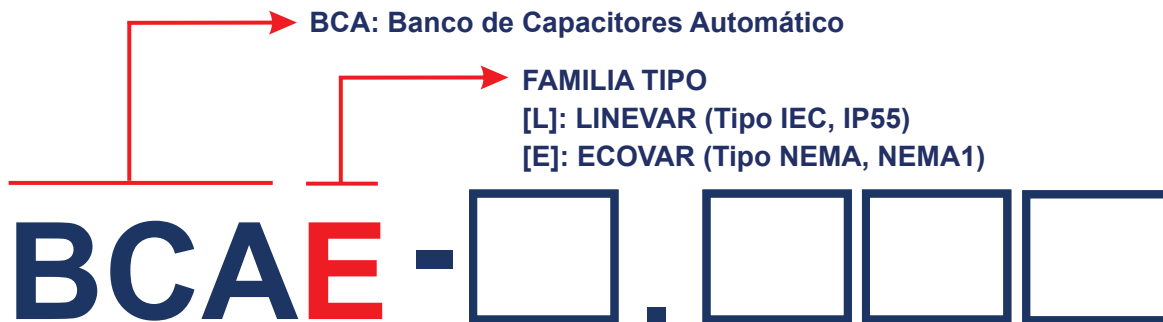 BCA: Banco de Capacitores Automático
FAMILIA TIPO
[L]: LINEVAR (Tipo IEC, IP55)
[E]: ECOVAR (Tipo NEMA, NEMA1)
BCAE - .